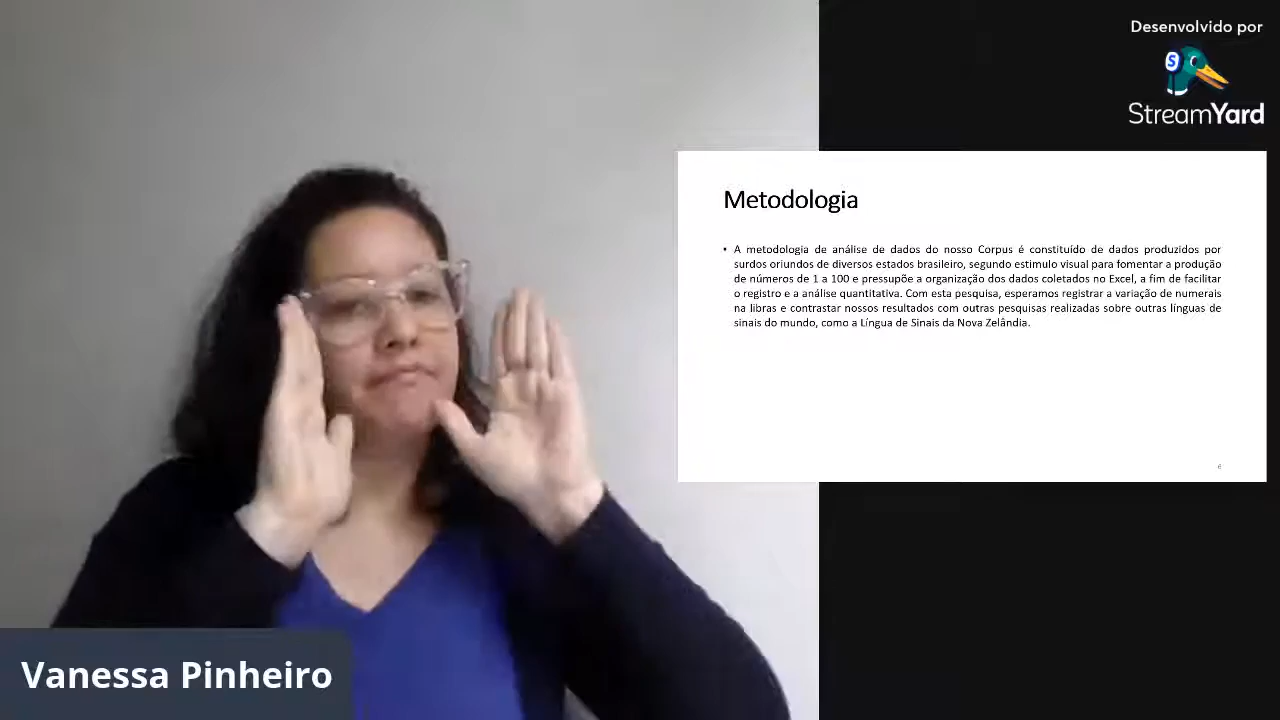 Desenvolvido por
S
StreamYard
Metodologia
• A metodologia de análise de dados do nosso Corpus é constituído de dados produzidos por
surdos oriundos de diversos estados brasileiro, segundo estimulo visual para fomentar a produção
de números de 1 a 100 e pressupõe a organização dos dados coletados no Excel, a fim de facilitar
o registro e a análise quantitativa. Com esta pesquisa, esperamos registrar a variação de numerais
na libras e contrastar nossos resultados com outras pesquisas realizadas sobre outras línguas de
sinais do mundo, como a Língua de Sinais da Nova Zelândia.
6
Vanessa Pinheiro